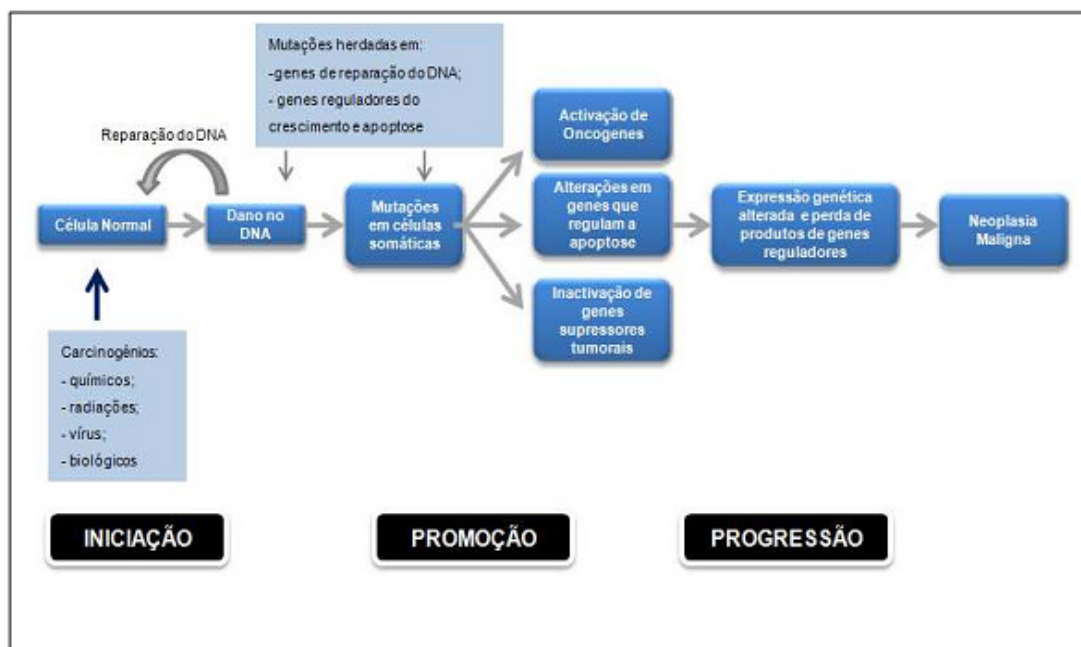 Mutações herdadas em:
-genes de reparação do DNA;
- genes reguladores do
crescimento e apoptose
Reparação do DNA
Célula Normal
Dano no
DNA
Mutações
em células
somáticas
Activação de
Oncogenes
Alterações em
genes que
regulam a
apoptose
Inactivação de
genes
supressores
tumorais
Expressão genética
alterada e perda de
produtos de genes
reguladores
Neoplasia
Maligna
Carcinogénios:
- químicos;
- radiações;
- vírus;
- biológicos
INICIAÇÃO
PROMOÇÃO
PROGRESSÃO